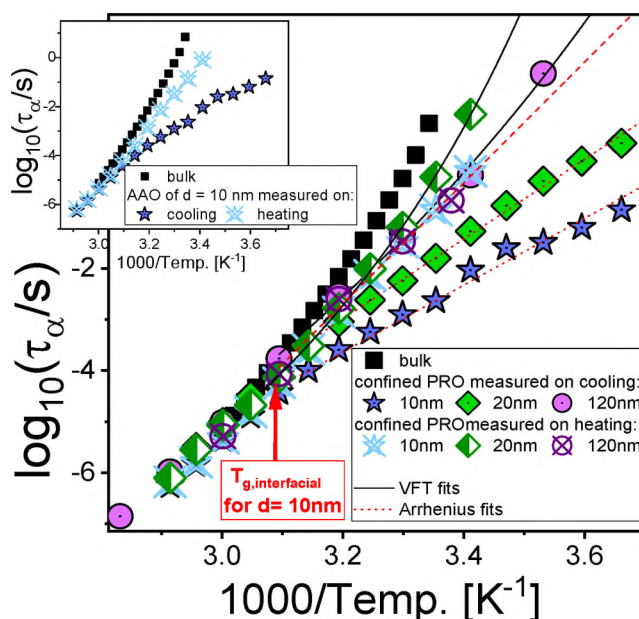 log₁₀(τα/s)
0
-2
-4
-6
3.0 3.2 3.4 3.6
1000/Temp. [K⁻¹]
bulk
AAO of d = 10 nm measured on:
cooling heating
log₁₀(τα/s)
-2
-4
-6
3.0 3.2 3.4 3.6
1000/Temp. [K⁻¹]
bulk
confined PRO measured on cooling:
10nm 20nm 120nm
confined PROmeasured on heating:
10nm 20nm 120nm
VFT fits
Arrhenius fits
Tg,interfacial
for d= 10nm